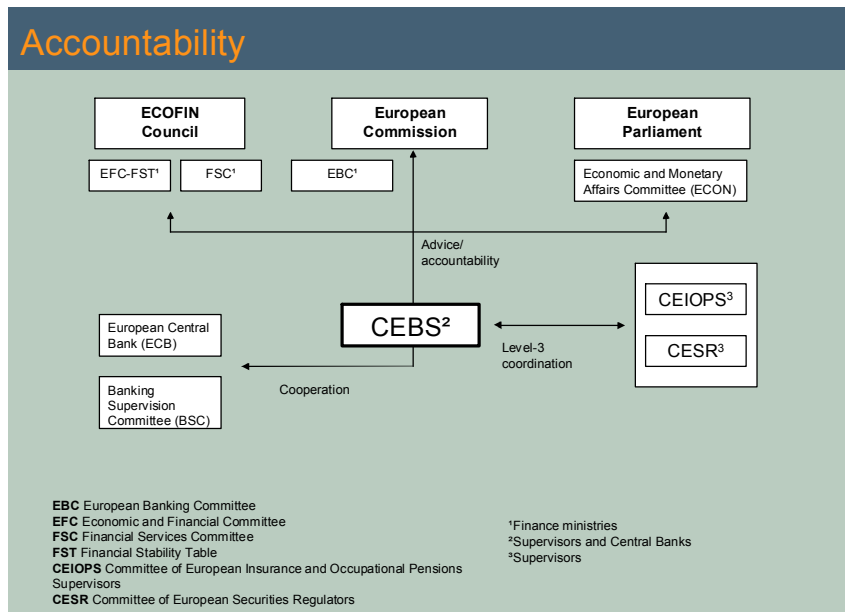 Accountability
ECOFIN
Council
European
Commission
European
Parliament
EFC-FST¹
FSC¹
EBC¹
Economic and Monetary
Affairs Committee (ECON)
Advice/
accountability
CEBS²
CEIOPS³
CESR³
European Central
Bank (ECB)
Level-3
coordination
Banking
Supervision
Committee (BSC)
Cooperation
EBC European Banking Committee
EFC Economic and Financial Committee
FSC Financial Services Committee
FST Financial Stability Table
CEIOPS Committee of European Insurance and Occupational Pensions
Supervisors
CESR Committee of European Securities Regulators
¹Finance ministries
²Supervisors and Central Banks
³Supervisors